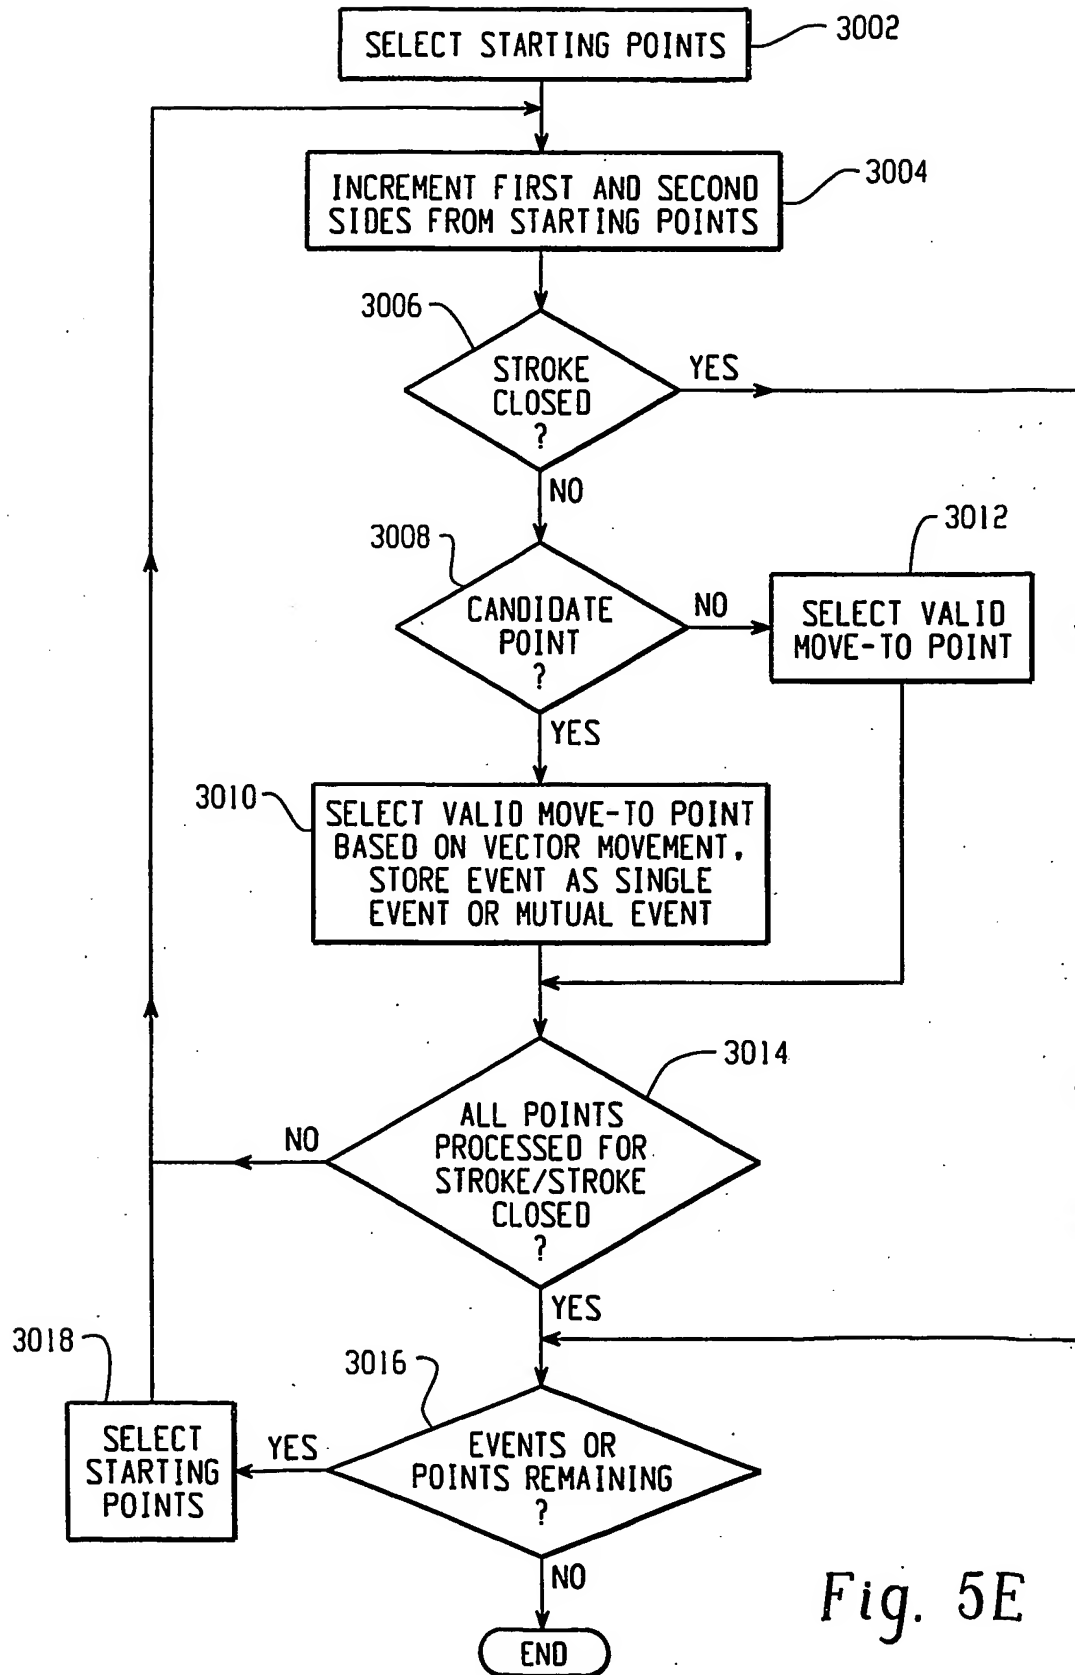 SELECT STARTING POINTS
3002
INCREMENT FIRST AND SECOND
SIDES FROM STARTING POINTS
3004
3006
STROKE
CLOSED
?
YES
NO
3008
CANDIDATE
POINT
?
NO
3012
SELECT VALID
MOVE-TO POINT
YES
3010
SELECT VALID MOVE-TO POINT
BASED ON VECTOR MOVEMENT,
STORE EVENT AS SINGLE
EVENT OR MUTUAL EVENT
3014
ALL POINTS
PROCESSED FOR
STROKE/STROKE
CLOSED
?
NO
YES
3018
SELECT
STARTING
POINTS
3016
EVENTS OR
POINTS REMAINING
?
YES
NO
END
Fig. 5E